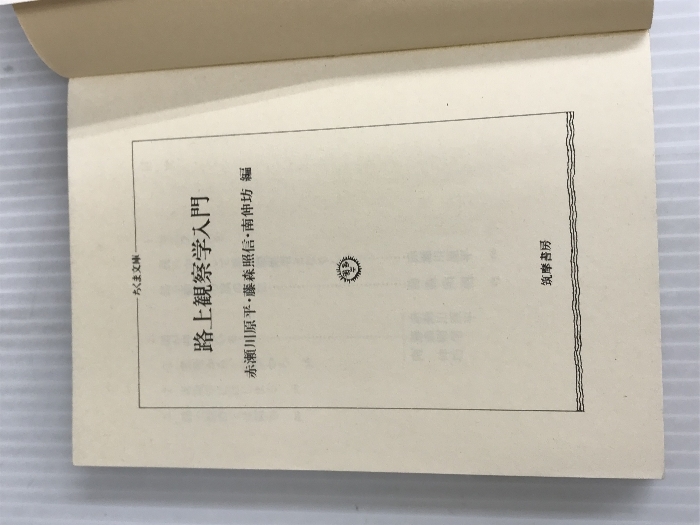 ちくま文庫
路上観察学入門
赤瀬川原平・藤森照信・南伸坊 編
筑摩書房